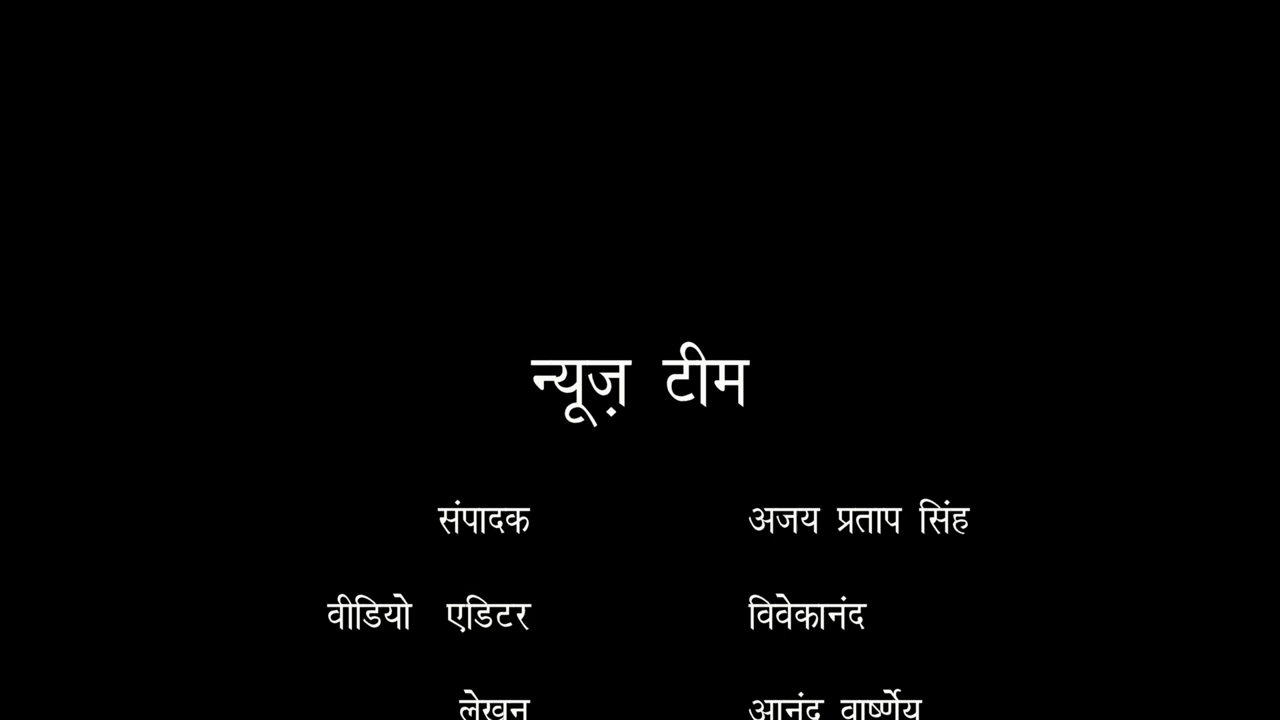 न्यूज़ टीम
संपादक अजय प्रताप सिंह
वीडियो एडिटर विवेकानंद
लेखन आनंद वार्ष्णेय